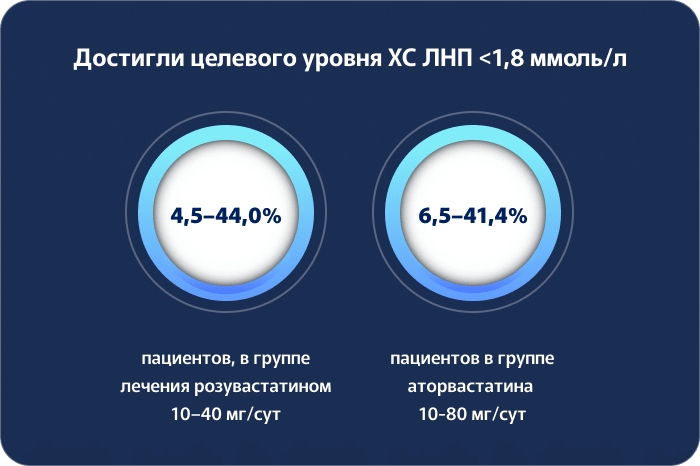 Достигли целевого уровня ХС ЛНП <1,8 ммоль/л
4,5–44,0%
6,5–41,4%
пациентов, в группе
лечения розувастатином
10–40 мг/сут
пациентов в группе
аторвастатина
10-80 мг/сут